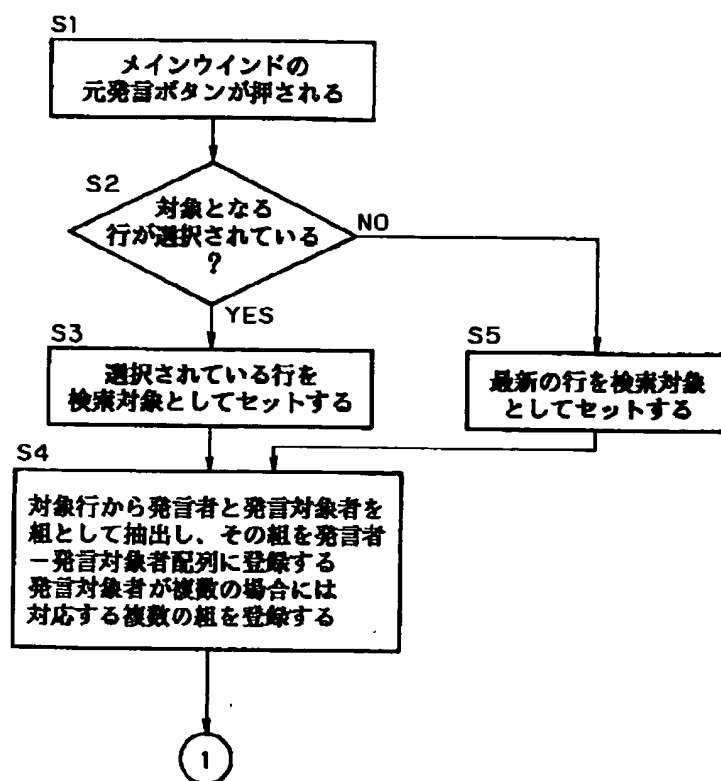 S1
メインウインドの
元発言ボタンが押される
S2
対象となる
行が選択されている
?
NO
YES
S3
選択されている行を
検索対象としてセットする
S5
最新の行を検索対象
としてセットする
S4
対象行から発言者と発言対象者を
組として抽出し、その組を発言者
－発言対象者配列に登録する
発言対象者が複数の場合には
対応する複数の組を登録する
1